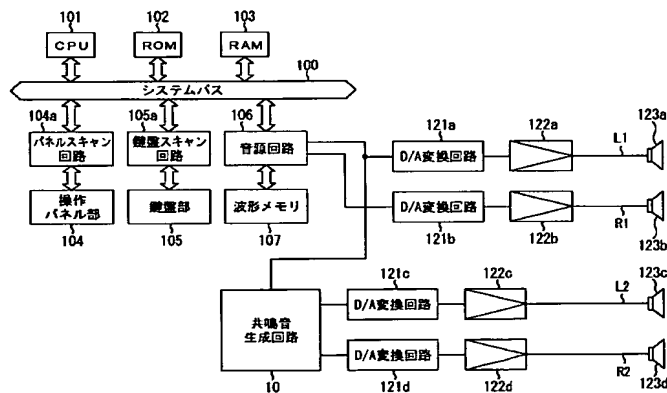 101
102
103
CPU
ROM
RAM
100
システムバス
104a
105a
106
パネルスキャン
回路
鍵盤スキャン
回路
音源回路
操作
パネル部
鍵盤部
波形メモリ
104
105
107
121a
122a
123a
D/A変換回路
L1
D/A変換回路
R1
121b
122b
123b
121c
122c
123c
共鳴音
生成回路
D/A変換回路
L2
D/A変換回路
R2
10
121d
122d
123d